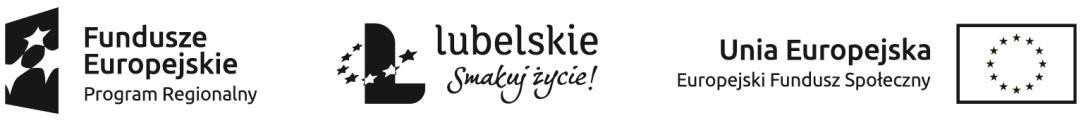 Fundusze
Europejskie
Program Regionalny
lubelskie
Smakuj życie!
Unia Europejska
Europejski Fundusz Społeczny